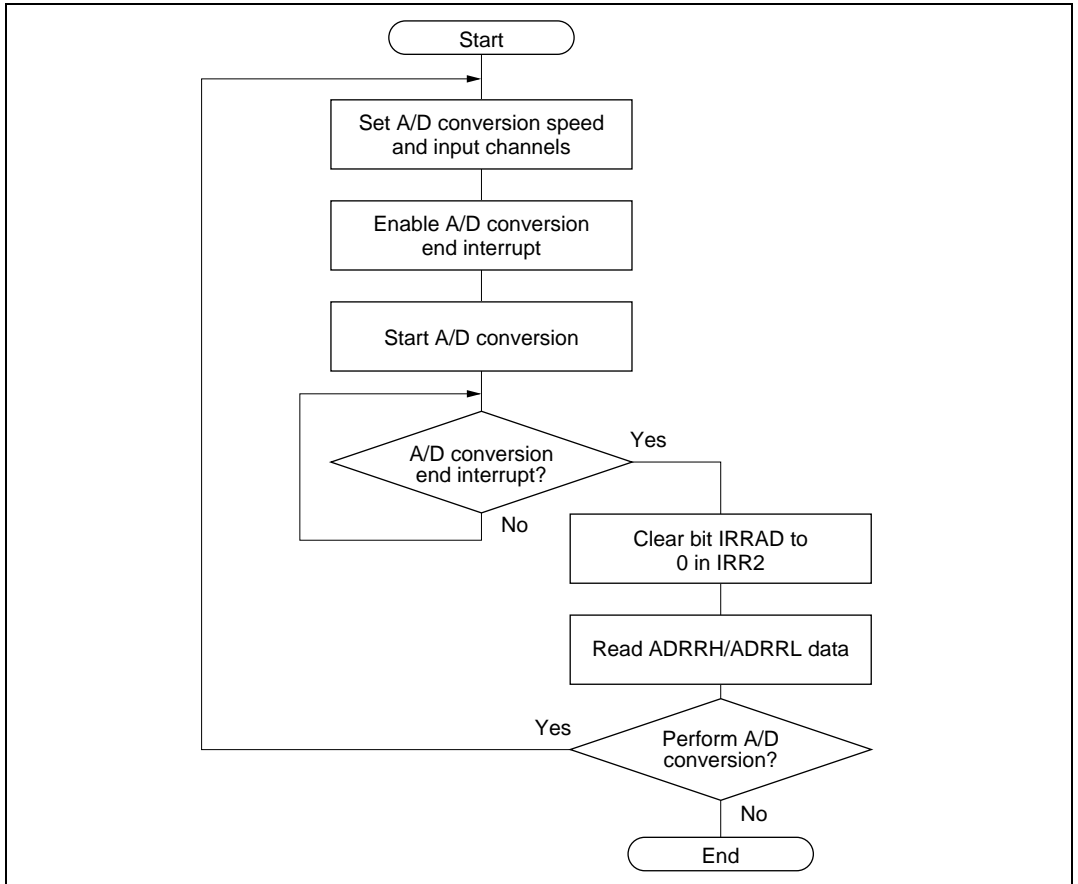 Start
Set A/D conversion speed
and input channels
Enable A/D conversion
end interrupt
Start A/D conversion
A/D conversion
end interrupt?
Yes
No
Clear bit IRRAD to
0 in IRR2
Read ADRRH/ADRRL data
Yes
Perform A/D
conversion?
No
End